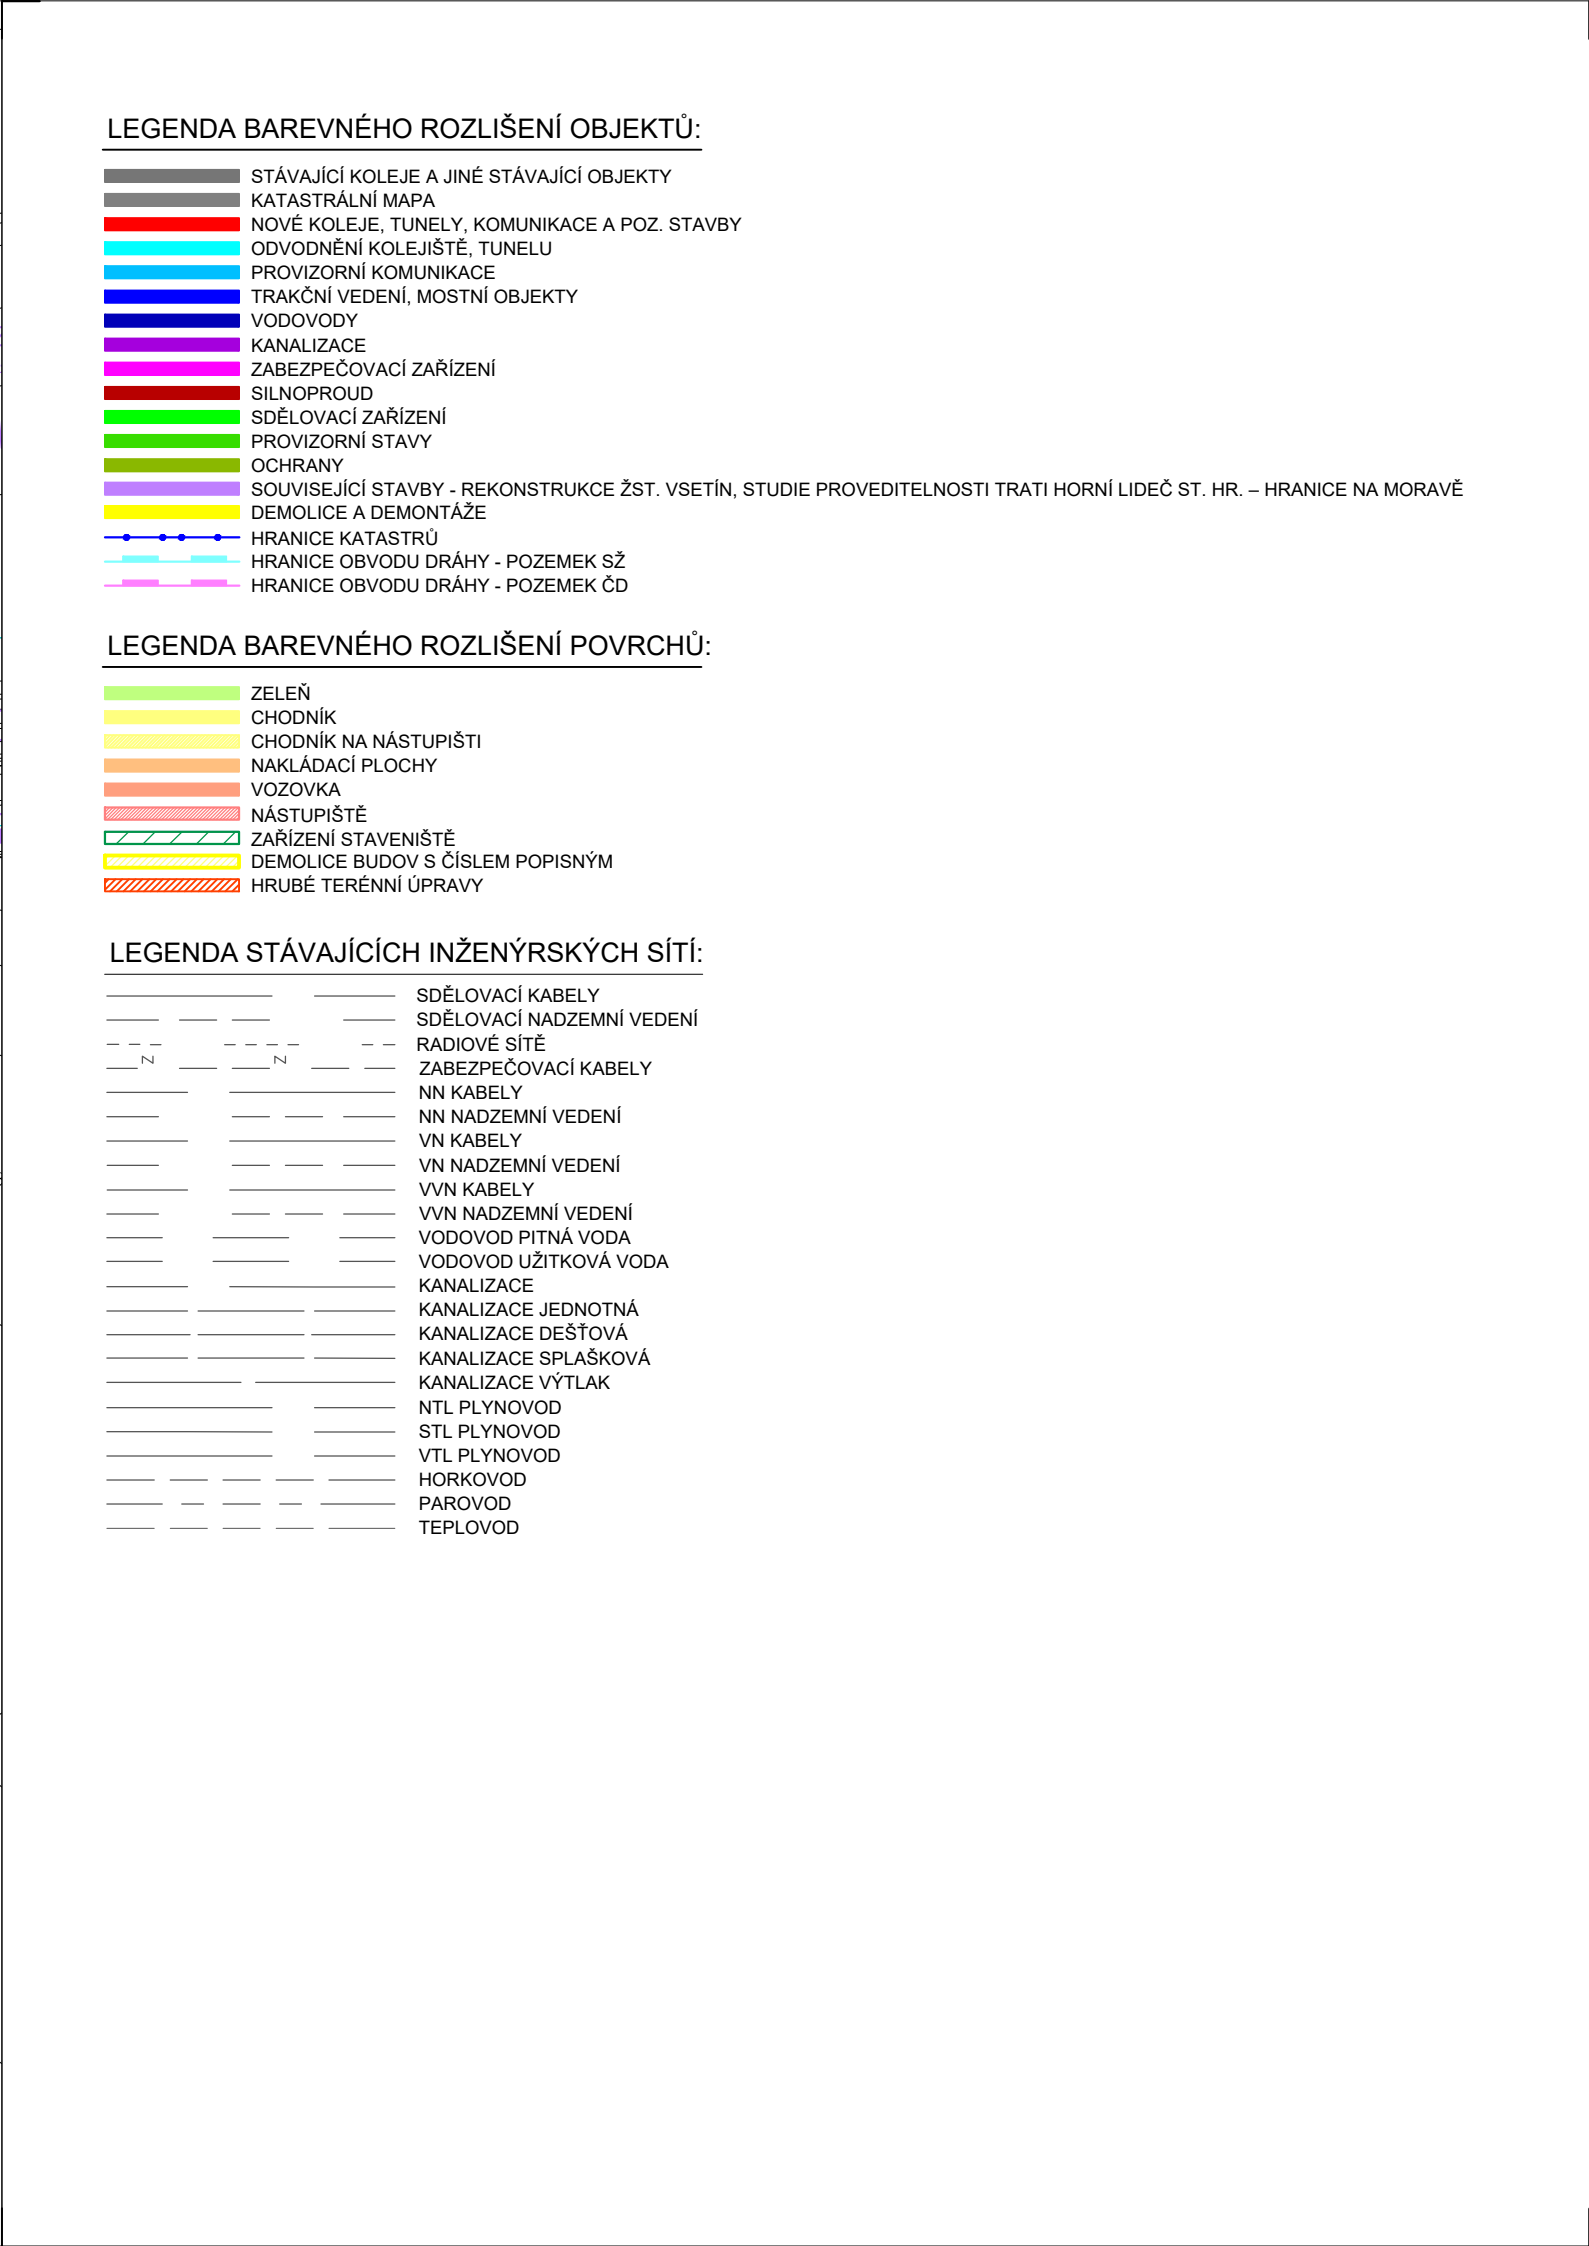 LEGENDA BAREVNÉHO ROZLIŠENÍ OBJEKTŮ:
STÁVAJÍCÍ KOLEJE A JINÉ STÁVAJÍCÍ OBJEKTY
KATASTRÁLNÍ MAPA
NOVÉ KOLEJE, TUNELY, KOMUNIKACE A POZ. STAVBY
ODVODNĚNÍ KOLEJIŠTĚ, TUNELU
PROVIZORNÍ KOMUNIKACE
TRAKČNÍ VEDENÍ, MOSTNÍ OBJEKTY
VODOVODY
KANALIZACE
ZABEZPEČOVACÍ ZAŘÍZENÍ
SILNOPROUD
SDĚLOVACÍ ZAŘÍZENÍ
PROVIZORNÍ STAVY
OCHRANY
SOUVISEJÍCÍ STAVBY - REKONSTRUKCE ŽST. VSETÍN, STUDIE PROVEDITELNOSTI TRATI HORNÍ LIDEČ ST. HR. – HRANICE NA MORAVĚ
DEMOLICE A DEMONTÁŽE
HRANICE KATASTRŮ
HRANICE OBVODU DRÁHY - POZEMEK SŽ
HRANICE OBVODU DRÁHY - POZEMEK ČD
LEGENDA BAREVNÉHO ROZLIŠENÍ POVRCHŮ:
ZELEŇ
CHODNÍK
CHODNÍK NA NÁSTUPIŠTI
NAKLÁDACÍ PLOCHY
VOZOVKA
NÁSTUPIŠTĚ
ZAŘÍZENÍ STAVENIŠTĚ
DEMOLICE BUDOV S ČÍSLEM POPISNÝM
HRUBÉ TERÉNNÍ ÚPRAVY
LEGENDA STÁVAJÍCÍCH INŽENÝRSKÝCH SÍTÍ:
SDĚLOVACÍ KABELY
SDĚLOVACÍ NADZEMNÍ VEDENÍ
RADIOVÉ SÍTĚ
Z Z ZABEZPEČOVACÍ KABELY
NN KABELY
NN NADZEMNÍ VEDENÍ
VN KABELY
VN NADZEMNÍ VEDENÍ
VVN KABELY
VVN NADZEMNÍ VEDENÍ
VODOVOD PITNÁ VODA
VODOVOD UŽITKOVÁ VODA
KANALIZACE
KANALIZACE JEDNOTNÁ
KANALIZACE DEŠŤOVÁ
KANALIZACE SPLAŠKOVÁ
KANALIZACE VÝTLAK
NTL PLYNOVOD
STL PLYNOVOD
VTL PLYNOVOD
HORKOVOD
PAROVOD
TEPLOVOD